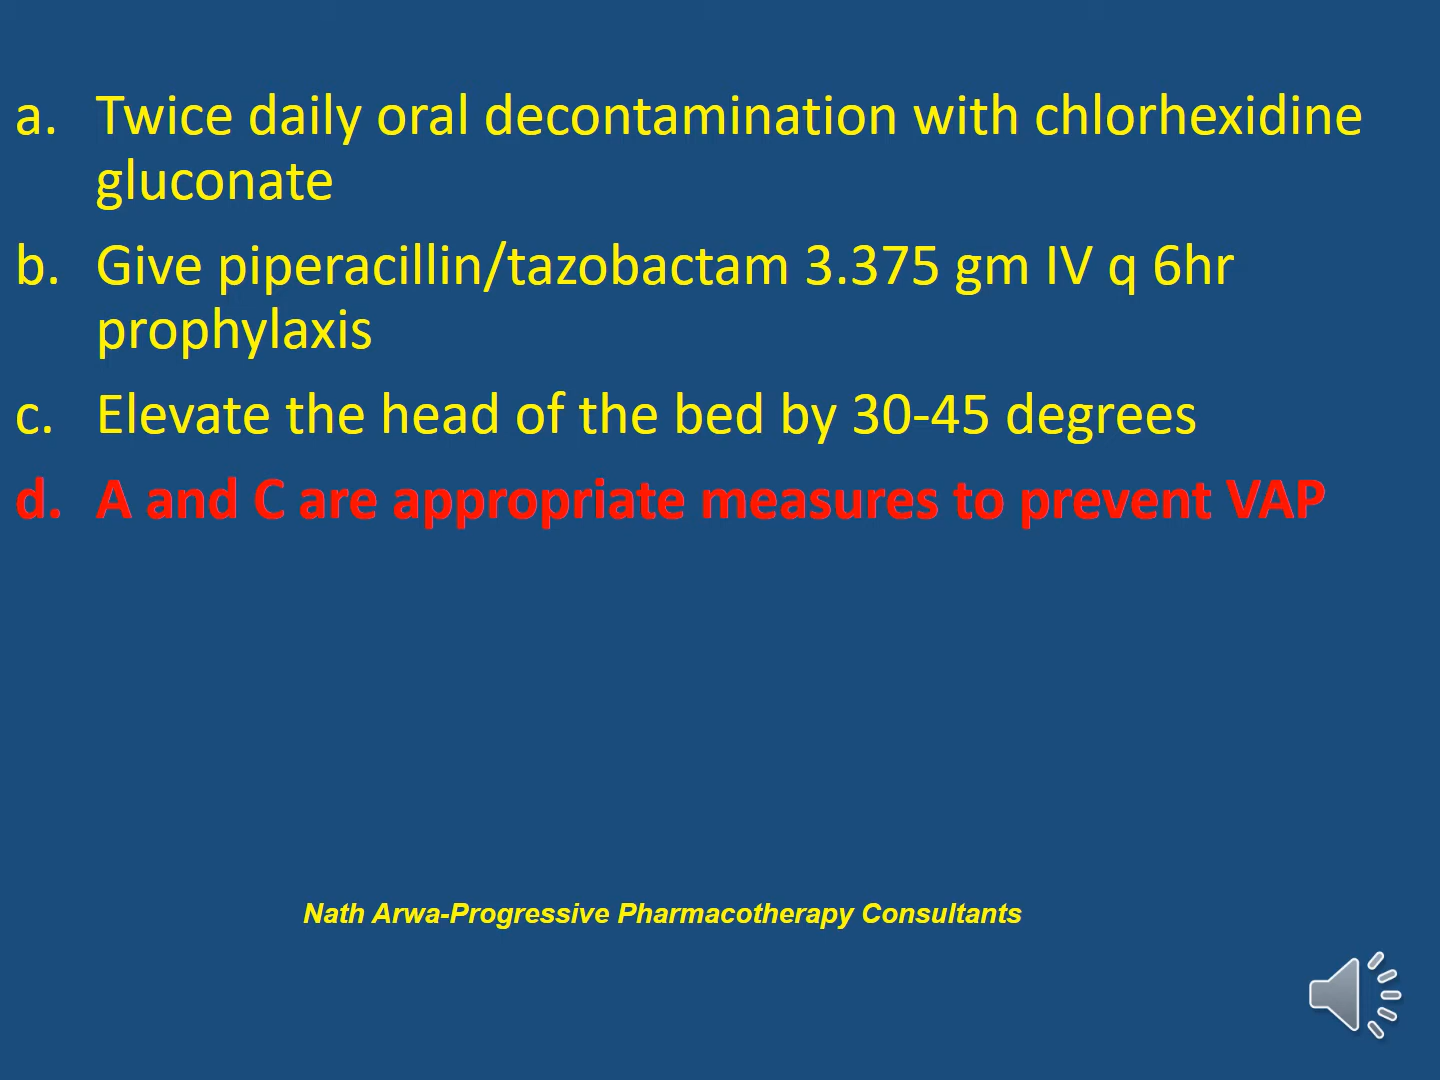 a. Twice daily oral decontamination with chlorhexidine
gluconate
b. Give piperacillin/tazobactam 3.375 gm IV q 6hr
prophylaxis
c. Elevate the head of the bed by 30-45 degrees
d. A and C are appropriate measures to prevent VAP
Nath Arwa-Progressive Pharmacotherapy Consultants